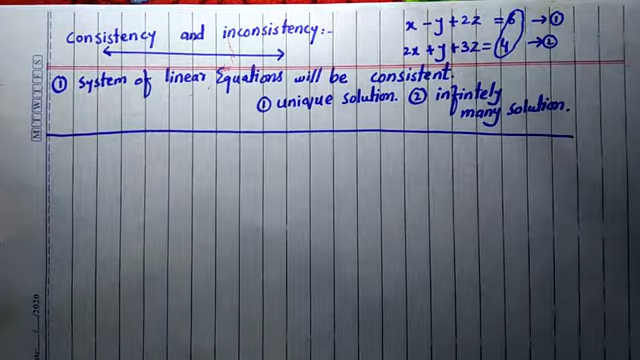 Consistency and inconsistency:-
x - y + 2z = 6 → ①
2x + y + 3z = 4 → ②
① system of linear Equations will be consistent.
① unique solution. ② infintely
many solution.
M T W T F S
/2020